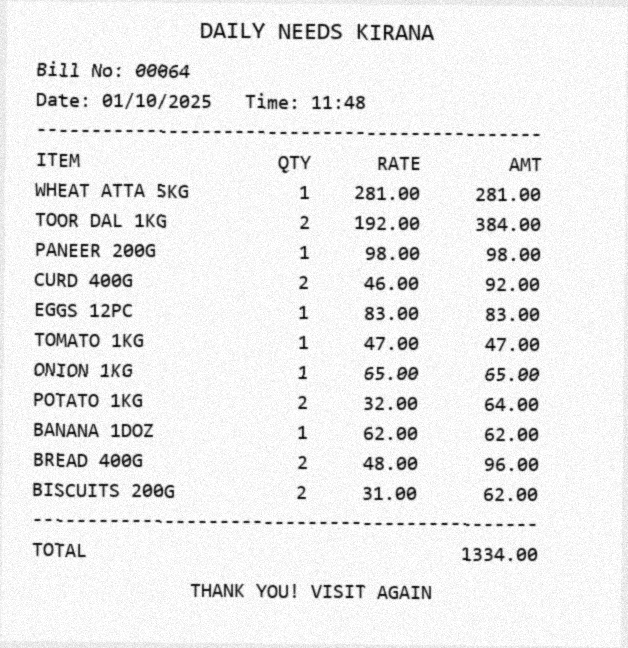 DAILY NEEDS KIRANA
Bill No: 00064
Date: 01/10/2025 Time: 11:48
------------------------------------------------
ITEM QTY RATE AMT
WHEAT ATTA 5KG 1 281.00 281.00
TOOR DAL 1KG 2 192.00 384.00
PANEER 200G 1 98.00 98.00
CURD 400G 2 46.00 92.00
EGGS 12PC 1 83.00 83.00
TOMATO 1KG 1 47.00 47.00
ONION 1KG 1 65.00 65.00
POTATO 1KG 2 32.00 64.00
BANANA 1DOZ 1 62.00 62.00
BREAD 400G 2 48.00 96.00
BISCUITS 200G 2 31.00 62.00
------------------------------------------------
TOTAL 1334.00
THANK YOU! VISIT AGAIN